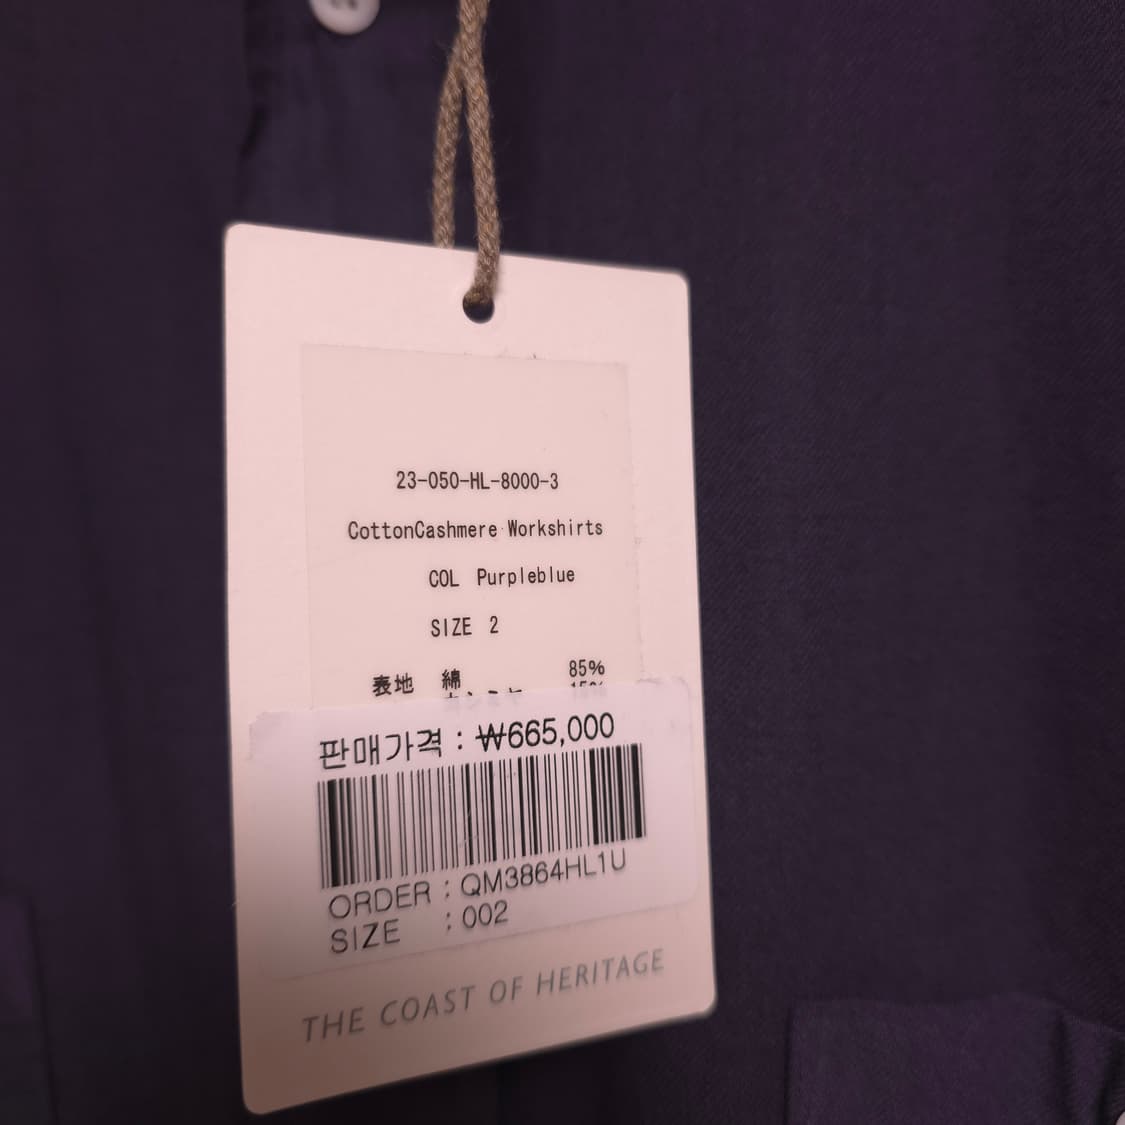 23-050-HL-8000-3
CottonCashmere Workshirts
COL Purpleblue
SIZE 2
表地 綿 85%
판매가격 : ₩665,000
ORDER : QM3864HL1U
SIZE : 002
THE COAST OF HERITAGE